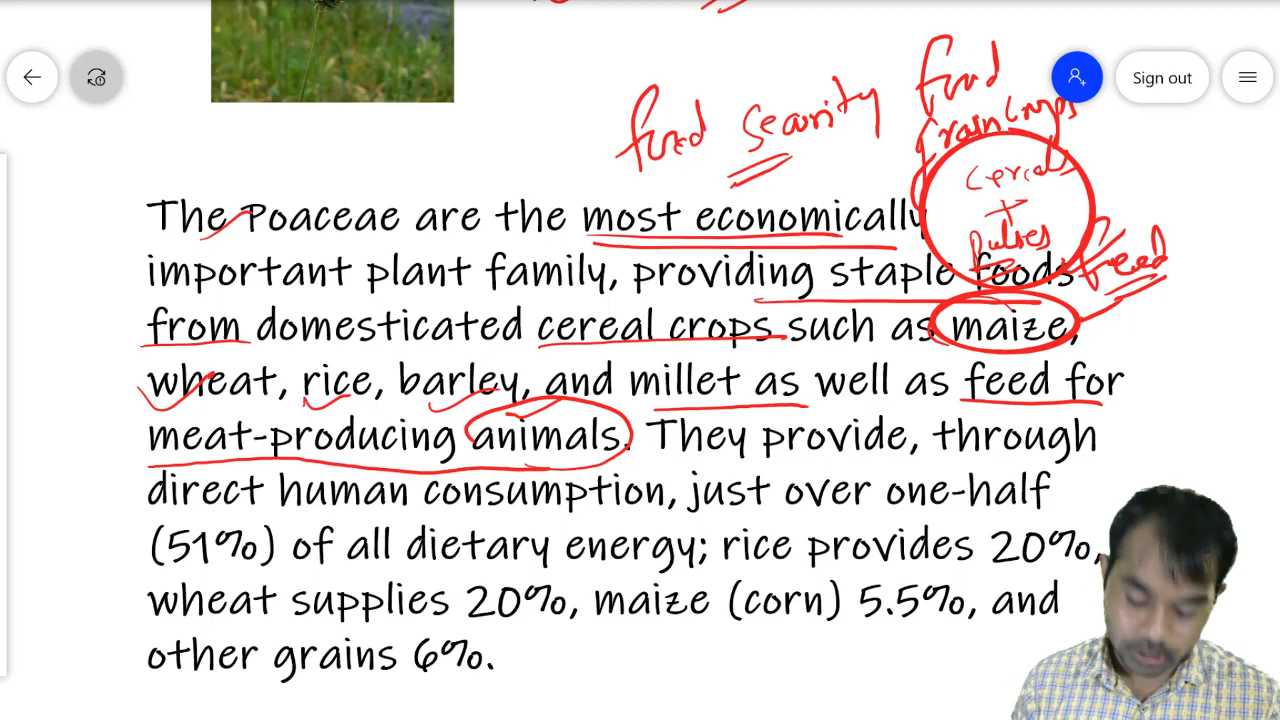 Sign out
food security food
grain crops
cereals
+
pulses
feed
The Poaceae are the most economically
important plant family, providing staple foods
from domesticated cereal crops such as maize,
wheat, rice, barley, and millet as well as feed for
meat-producing animals. They provide, through
direct human consumption, just over one-half
(51%) of all dietary energy; rice provides 20%,
wheat supplies 20%, maize (corn) 5.5%, and
other grains 6%.